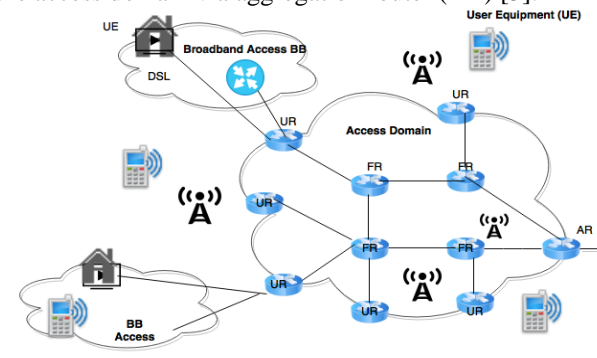 User Equipment (UE)
UE
Broadband Access BB
DSL
UR
UR
Access Domain
FR
FR
UR
AR
FR
FR
UR
UR
UR
BB
Access